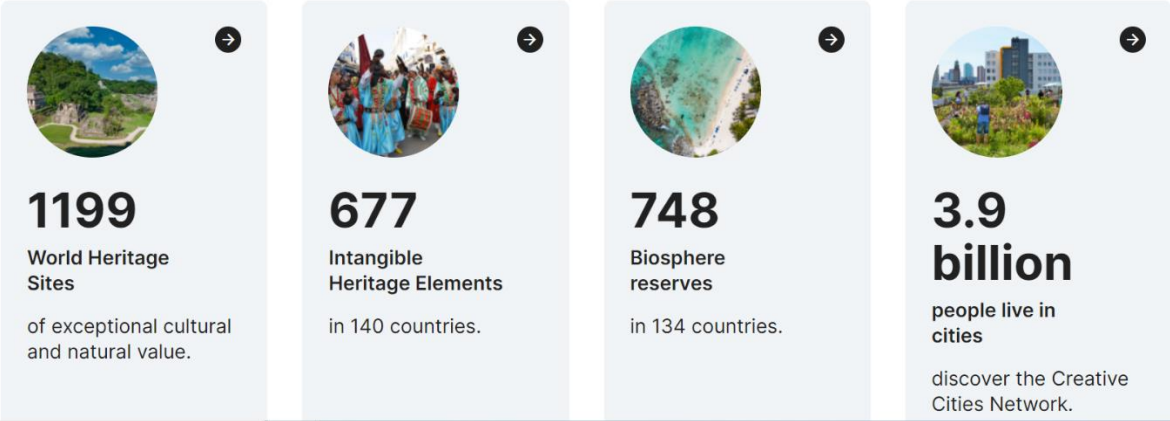 1199
World Heritage
Sites
of exceptional cultural
and natural value.
677
Intangible
Heritage Elements
in 140 countries.
748
Biosphere
reserves
in 134 countries.
3.9
billion
people live in
cities
discover the Creative
Cities Network.